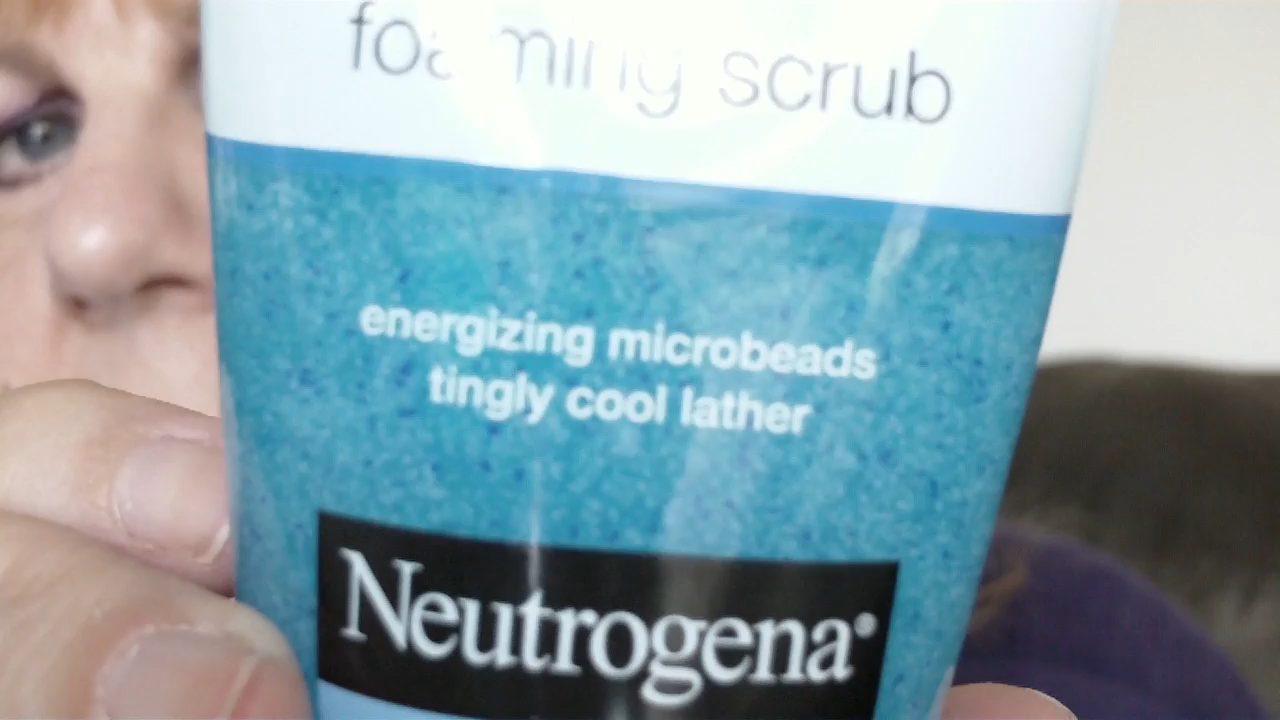 foaming scrub
energizing microbeads
tingly cool lather
Neutrogena®